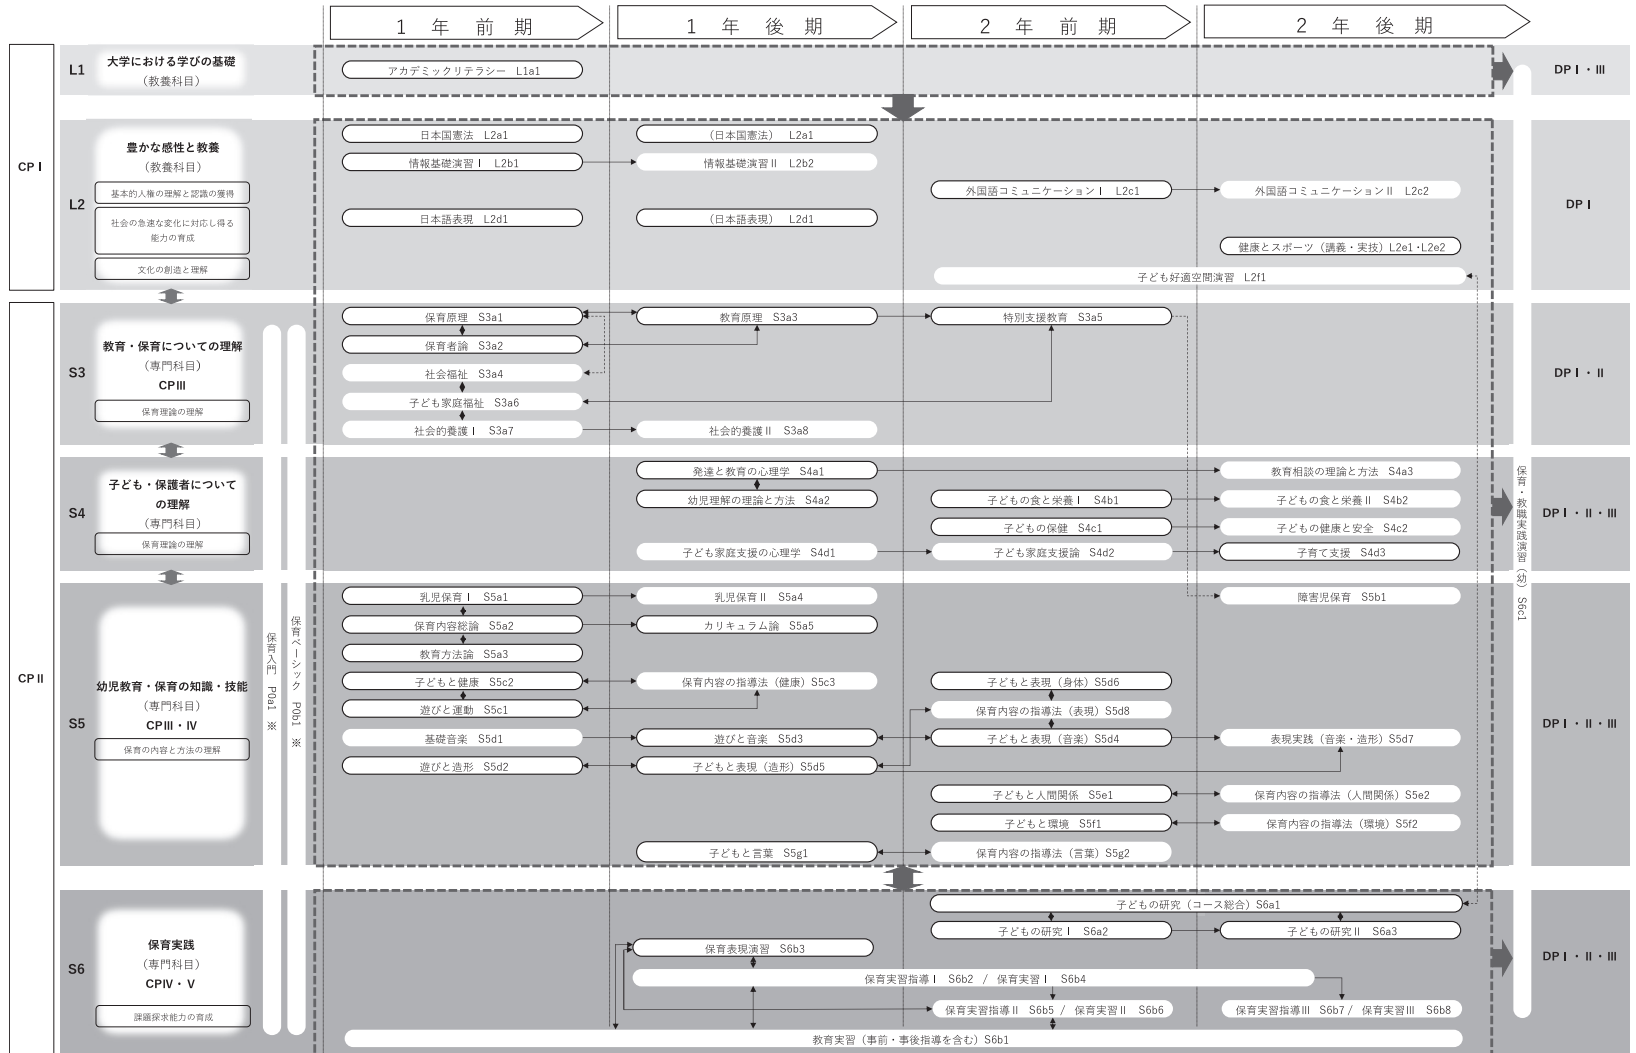 1 年 前 期
1 年 後 期
2 年 前 期
2 年 後 期
CP I
L1
大学における学びの基礎
(教養科目)
アカデミックリテラシー L1a1
DP I・III
L2
豊かな感性と教養
(教養科目)
基本的人権の理解と認識の獲得
社会の急速な変化に対応し得る
能力の育成
文化の創造と理解
日本国憲法 L2a1
(日本国憲法) L2a1
情報基礎演習 I L2b1
情報基礎演習 II L2b2
外国語コミュニケーション I L2c1
外国語コミュニケーション II L2c2
日本語表現 L2d1
(日本語表現) L2d1
健康とスポーツ(講義・実技)L2e1・L2e2
子ども好適空間演習 L2f1
DP I
CP II
S3
教育・保育についての理解
(専門科目)
CPIII
保育理論の理解
保育原理 S3a1
教育原理 S3a3
特別支援教育 S3a5
保育者論 S3a2
社会福祉 S3a4
子ども家庭福祉 S3a6
社会的養護 I S3a7
社会的養護 II S3a8
DP I・II
S4
子ども・保護者について
の理解
(専門科目)
保育理論の理解
発達と教育の心理学 S4a1
教育相談の理論と方法 S4a3
幼児理解の理論と方法 S4a2
子どもの食と栄養 I S4b1
子どもの食と栄養 II S4b2
子どもの保健 S4c1
子どもの健康と安全 S4c2
子ども家庭支援の心理学 S4d1
子ども家庭支援論 S4d2
子育て支援 S4d3
DP I・II・III
S5
幼児教育・保育の知識・技能
(専門科目)
CPIII・IV
保育の内容と方法の理解
保育入門 P0a1 ※
保育ベーシック P0b1 ※
乳児保育 I S5a1
乳児保育 II S5a4
障害児保育 S5b1
保育内容総論 S5a2
カリキュラム論 S5a5
教育方法論 S5a3
子どもと健康 S5c2
保育内容の指導法(健康)S5c3
子どもと表現(身体)S5d6
遊びと運動 S5c1
保育内容の指導法(表現)S5d8
基礎音楽 S5d1
遊びと音楽 S5d3
子どもと表現(音楽)S5d4
表現実践(音楽・造形)S5d7
遊びと造形 S5d2
子どもと表現(造形)S5d5
子どもと人間関係 S5e1
保育内容の指導法(人間関係)S5e2
子どもと環境 S5f1
保育内容の指導法(環境)S5f2
子どもと言葉 S5g1
保育内容の指導法(言葉)S5g2
DP I・II・III
保育・教職実践演習(幼)S6c1
S6
保育実践
(専門科目)
CPIV・V
課題探求能力の育成
子どもの研究(コース総合)S6a1
子どもの研究 I S6a2
子どもの研究 II S6a3
保育表現演習 S6b3
保育実習指導 I S6b2 / 保育実習 I S6b4
保育実習指導 II S6b5 / 保育実習 II S6b6
保育実習指導III S6b7 / 保育実習III S6b8
教育実習(事前・事後指導を含む)S6b1
DP I・II・III